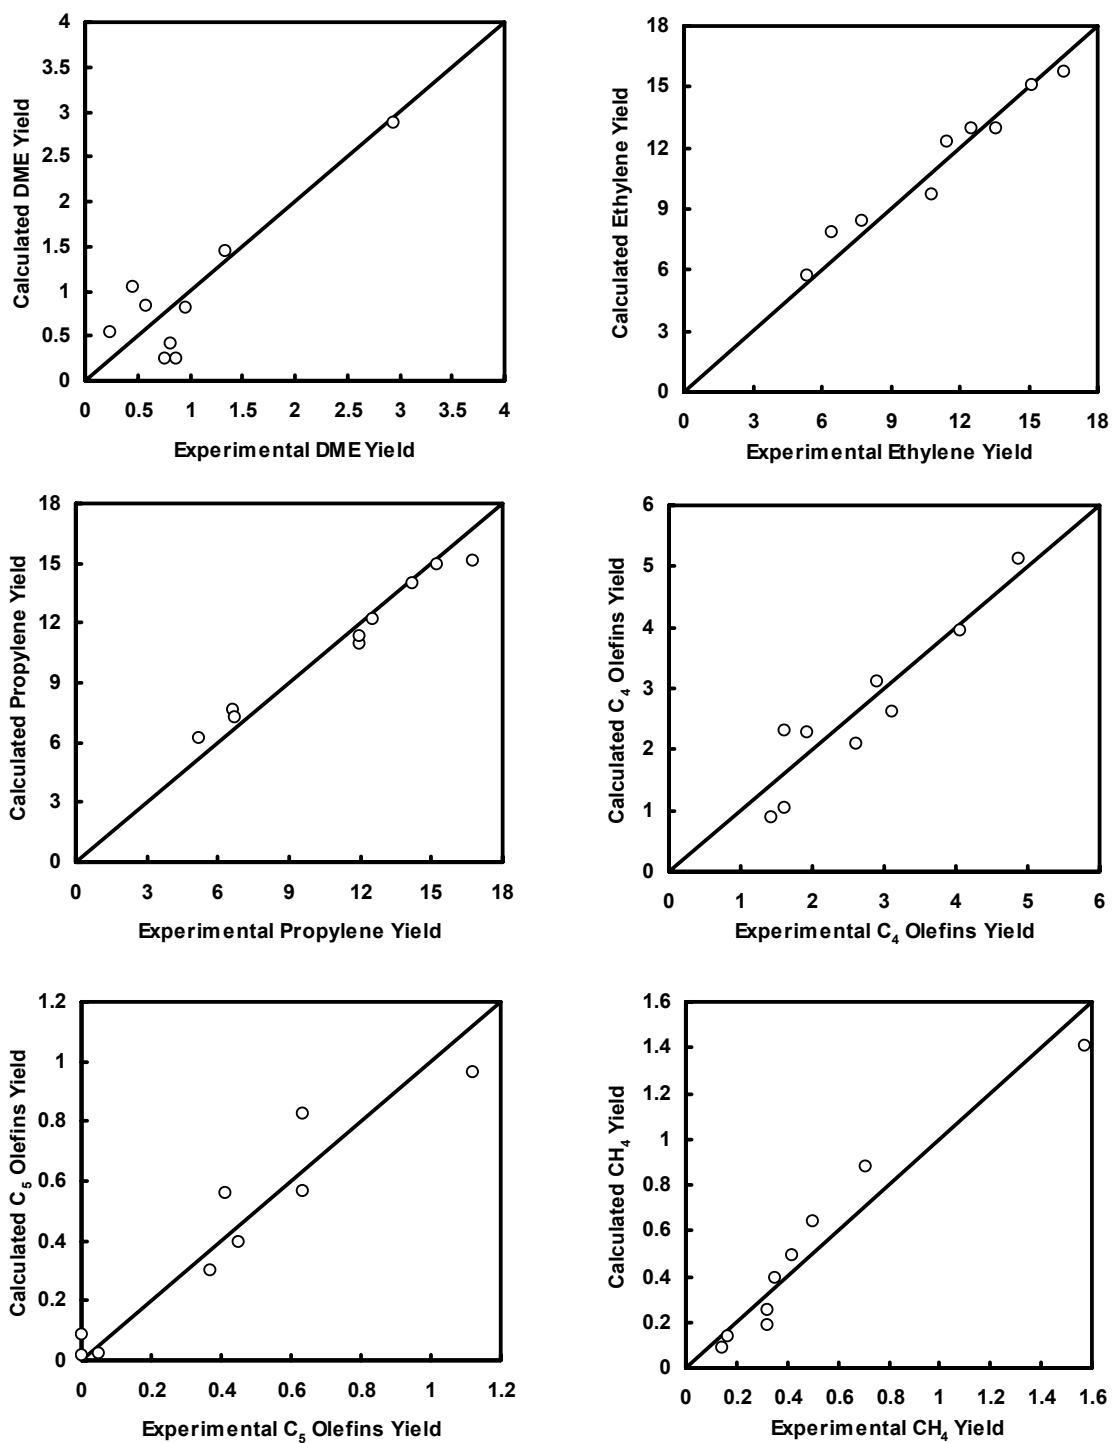 4
3.5
3
2.5
2
1.5
1
0.5
0
0 0.5 1 1.5 2 2.5 3 3.5 4
Calculated DME Yield
Experimental DME Yield
18
15
12
9
6
3
0
0 3 6 9 12 15 18
Calculated Ethylene Yield
Experimental Ethylene Yield
18
15
12
9
6
3
0
0 3 6 9 12 15 18
Calculated Propylene Yield
Experimental Propylene Yield
6
5
4
3
2
1
0
0 1 2 3 4 5 6
Calculated C₄ Olefins Yield
Experimental C₄ Olefins Yield
1.2
1
0.8
0.6
0.4
0.2
0
0 0.2 0.4 0.6 0.8 1 1.2
Calculated C₅ Olefins Yield
Experimental C₅ Olefins Yield
1.6
1.4
1.2
1
0.8
0.6
0.4
0.2
0
0 0.2 0.4 0.6 0.8 1 1.2 1.4 1.6
Calculated CH₄ Yield
Experimental CH₄ Yield